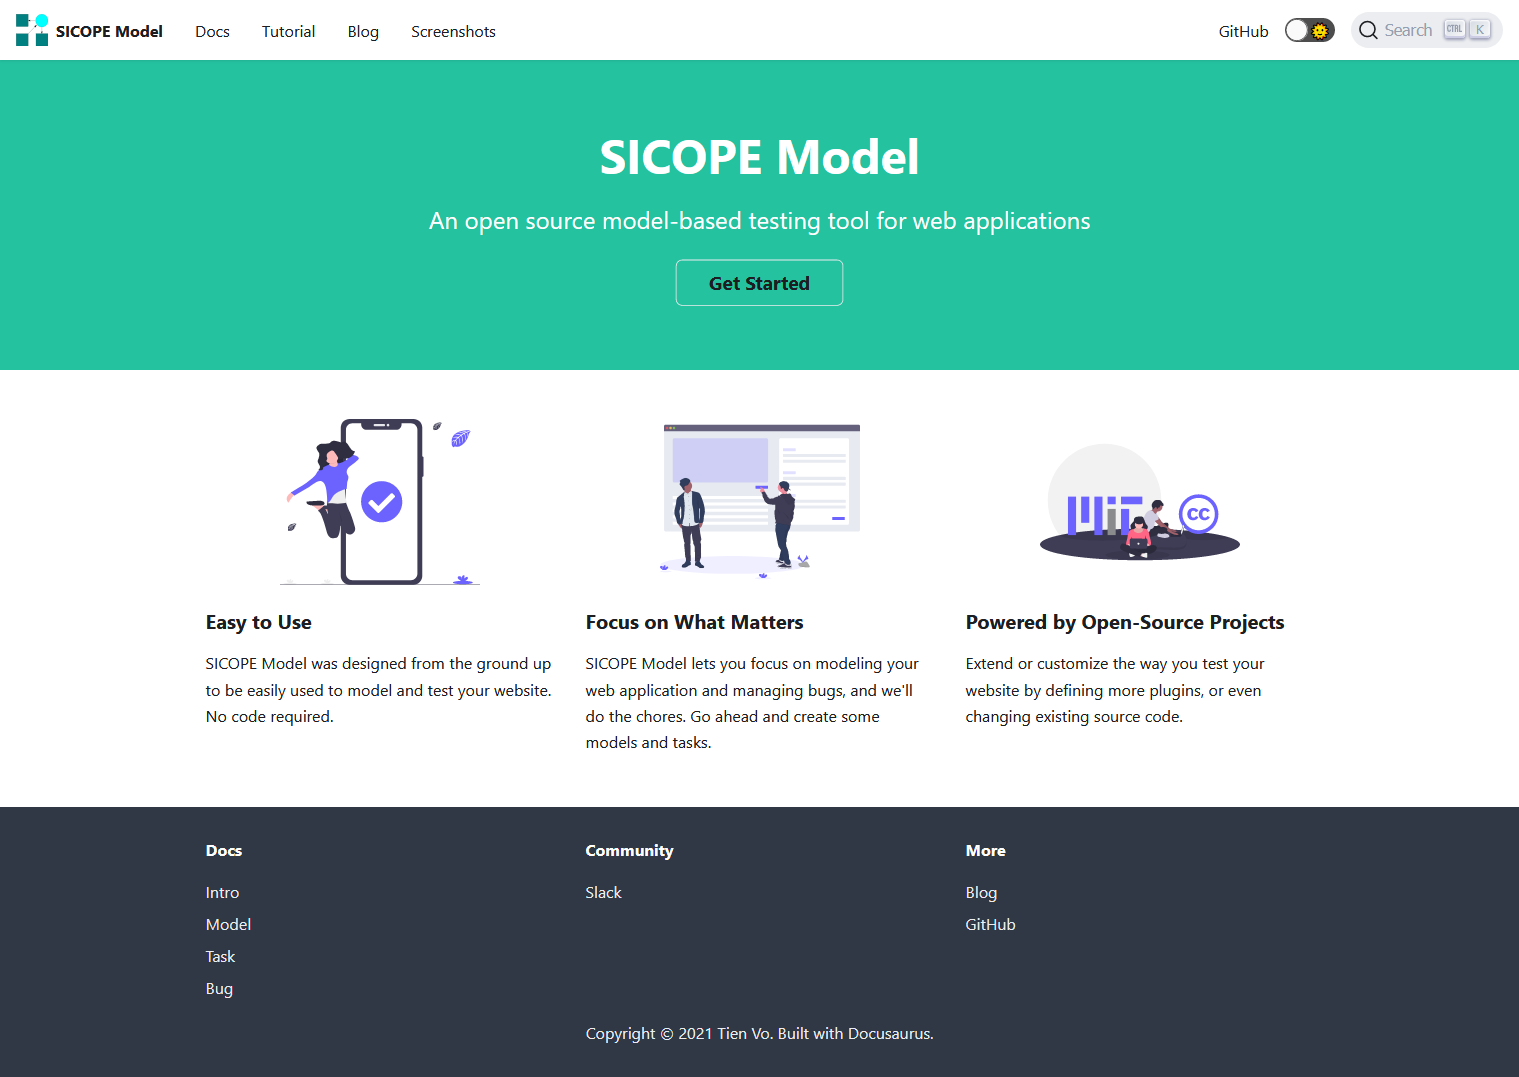 SICOPE Model Docs Tutorial Blog Screenshots GitHub Search CTRL K
SICOPE Model
An open source model-based testing tool for web applications
Get Started
MIT
CC
Easy to Use
SICOPE Model was designed from the ground up
to be easily used to model and test your website.
No code required.
Focus on What Matters
SICOPE Model lets you focus on modeling your
web application and managing bugs, and we'll
do the chores. Go ahead and create some
models and tasks.
Powered by Open-Source Projects
Extend or customize the way you test your
website by defining more plugins, or even
changing existing source code.
Docs
Intro
Model
Task
Bug
Community
Slack
More
Blog
GitHub
Copyright © 2021 Tien Vo. Built with Docusaurus.